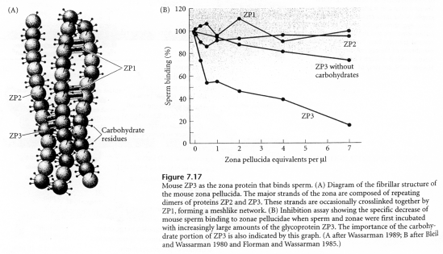 (A)
ZP1
ZP2
ZP3
Carbohydrate
residues
(B)
120
100
80
60
40
20
0
Sperm binding (%)
ZP1
ZP2
ZP3 without
carbohydrates
ZP3
0 1 2 3 4 5 6 7
Zona pellucida equivalents per µl
Figure 7.17
Mouse ZP3 as the zona protein that binds sperm. (A) Diagram of the fibrillar structure of
the mouse zona pellucida. The major strands of the zona are composed of repeating
dimers of proteins ZP2 and ZP3. These strands are occasionally crosslinked together by
ZP1, forming a meshlike network. (B) Inhibition assay showing the specific decrease of
mouse sperm binding to zonae pellucidae when sperm and zonae were first incubated
with increasingly large amounts of the glycoprotein ZP3. The importance of the carbohy-
drate portion of ZP3 is also indicated by this graph. (A after Wassarman 1989; B after Bleil
and Wassarman 1980 and Florman and Wassarman 1985.)